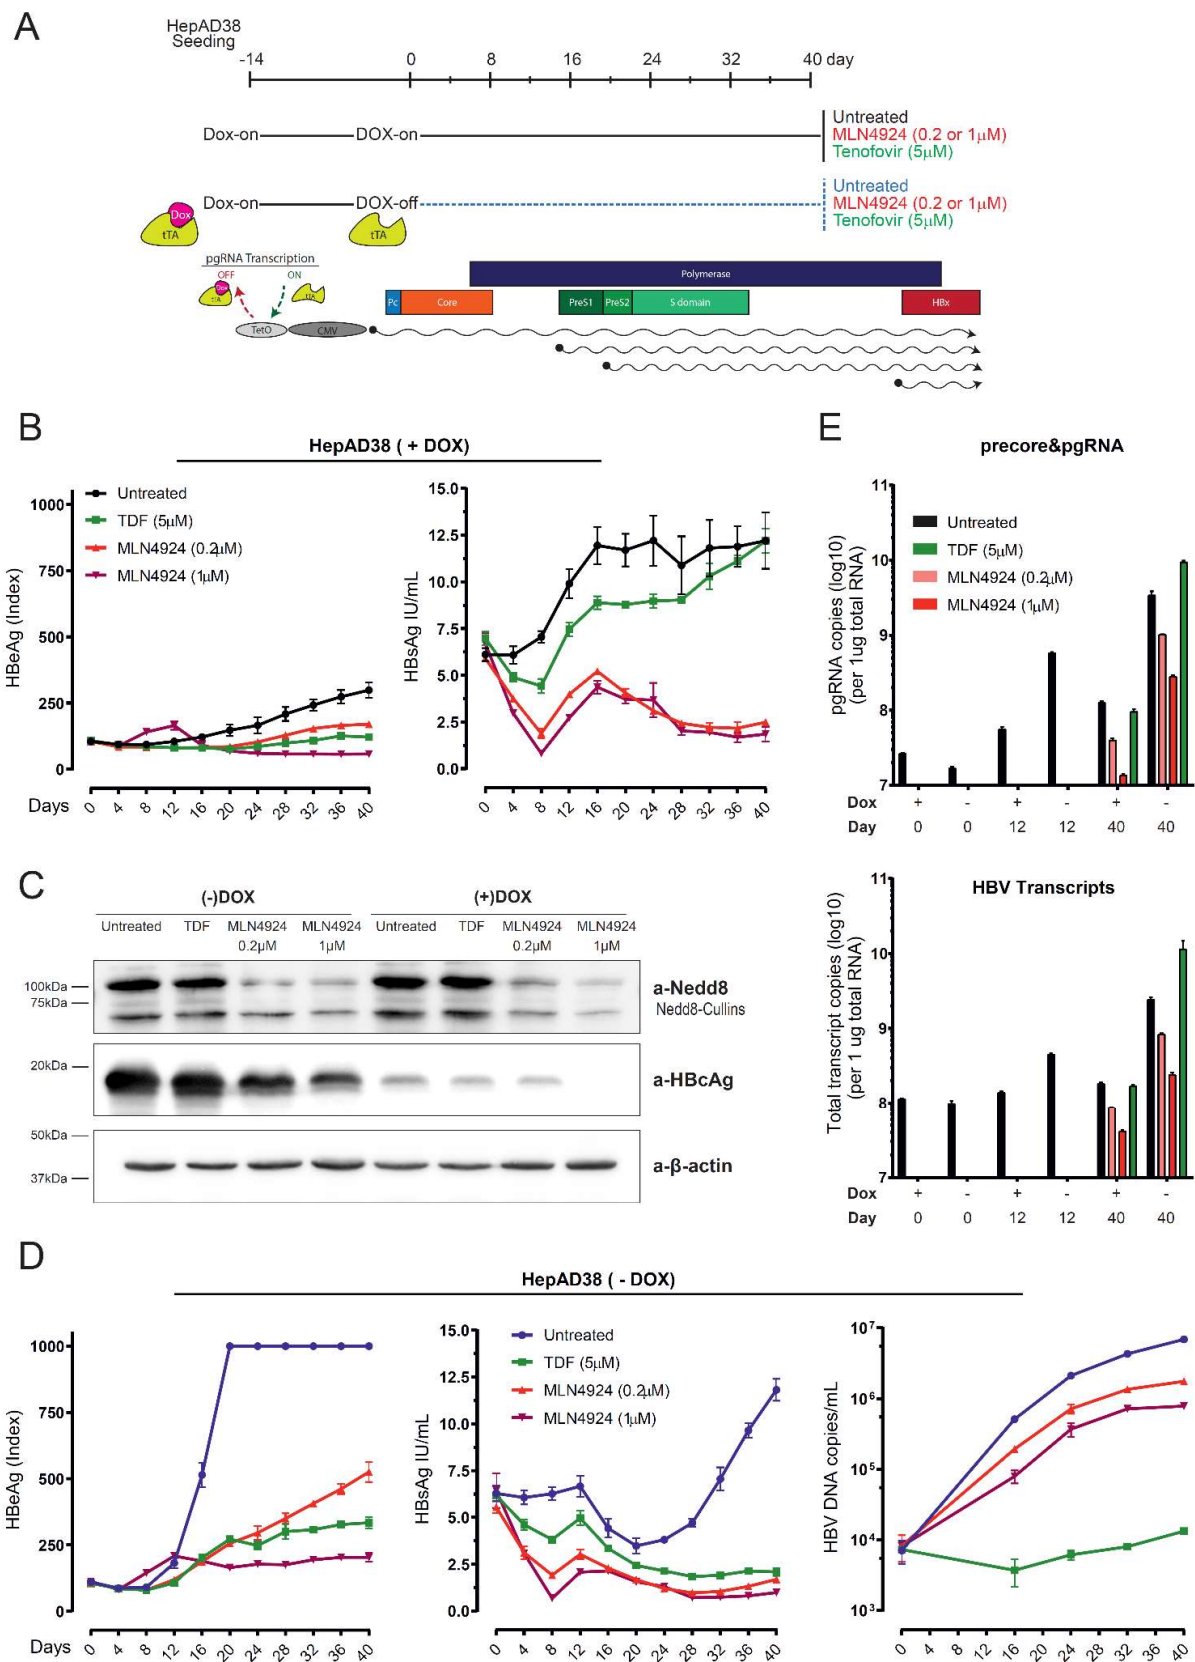 A
HepAD38
Seeding
-14 0 8 16 24 32 40 day
Dox-on DOX-on
Untreated
MLN4924 (0.2 or 1μM)
Tenofovir (5μM)
Dox-on DOX-off
Untreated
MLN4924 (0.2 or 1μM)
Tenofovir (5μM)
Dox
tTA
tTA
pgRNA Transcription
OFF ON
Dox
tTA
tTA
TetO CMV
Polymerase
Pc Core PreS1 PreS2 S domain HBx
B
HepAD38 ( + DOX)
HBeAg (Index)
1000
750
500
250
0
Untreated
TDF (5μM)
MLN4924 (0.2μM)
MLN4924 (1μM)
Days 0 4 8 12 16 20 24 28 32 36 40
HBsAg IU/mL
15.0
12.5
10.0
7.5
5.0
2.5
0.0
0 4 8 12 16 20 24 28 32 36 40
E
precore&pgRNA
pgRNA copies (log10)
(per 1ug total RNA)
11
10
9
8
7
Untreated
TDF (5μM)
MLN4924 (0.2μM)
MLN4924 (1μM)
Dox + - + - + -
Day 0 0 12 12 40 40
HBV Transcripts
Total transcript copies (log10)
(per 1 ug total RNA)
11
10
9
8
7
Dox + - + - + -
Day 0 0 12 12 40 40
C
(-)DOX (+)DOX
Untreated TDF MLN4924 0.2μM MLN4924 1μM Untreated TDF MLN4924 0.2μM MLN4924 1μM
100kDa
75kDa
a-Nedd8
Nedd8-Cullins
20kDa
a-HBcAg
50kDa
37kDa
a-β-actin
D
HepAD38 ( - DOX)
HBeAg (Index)
1000
750
500
250
0
Days 0 4 8 12 16 20 24 28 32 36 40
HBsAg IU/mL
15.0
12.5
10.0
7.5
5.0
2.5
0.0
Untreated
TDF (5μM)
MLN4924 (0.2μM)
MLN4924 (1μM)
0 4 8 12 16 20 24 28 32 36 40
HBV DNA copies/mL
10⁷
10⁶
10⁵
10⁴
10³
0 4 8 12 16 20 24 28 32 36 40